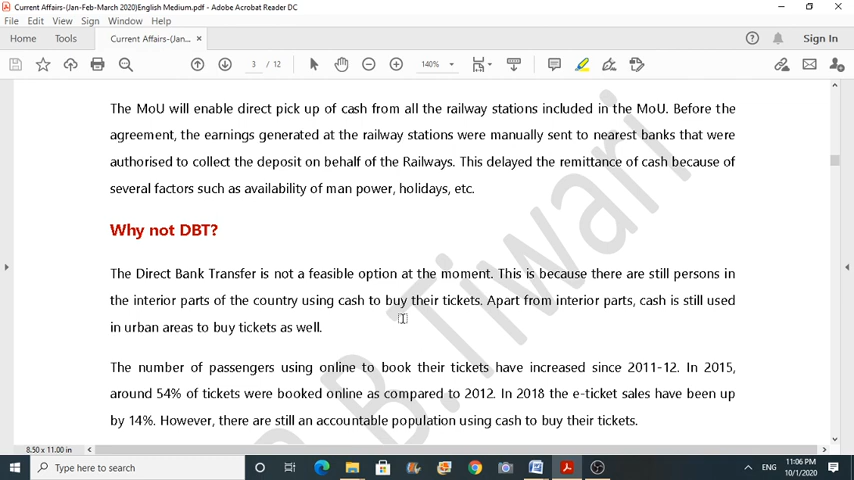 Current Affairs-(Jan-Feb-March 2020)English Medium.pdf - Adobe Acrobat Reader DC
File Edit View Sign Window Help
Home Tools Current Affairs-(Jan... × Sign In
3 / 12 140%
The MoU will enable direct pick up of cash from all the railway stations included in the MoU. Before the
agreement, the earnings generated at the railway stations were manually sent to nearest banks that were
authorised to collect the deposit on behalf of the Railways. This delayed the remittance of cash because of
several factors such as availability of man power, holidays, etc.
Why not DBT?
The Direct Bank Transfer is not a feasible option at the moment. This is because there are still persons in
the interior parts of the country using cash to buy their tickets. Apart from interior parts, cash is still used
in urban areas to buy tickets as well.
The number of passengers using online to book their tickets have increased since 2011-12. In 2015,
around 54% of tickets were booked online as compared to 2012. In 2018 the e-ticket sales have been up
by 14%. However, there are still an accountable population using cash to buy their tickets.
B.Tiwari
8.50 x 11.00 in
Type here to search
ENG
11:06 PM
10/1/2020